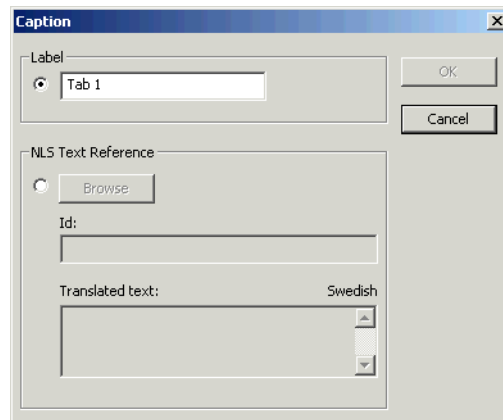 Caption
Label
Tab 1
OK
Cancel
NLS Text Reference
Browse
Id:
Translated text: Swedish